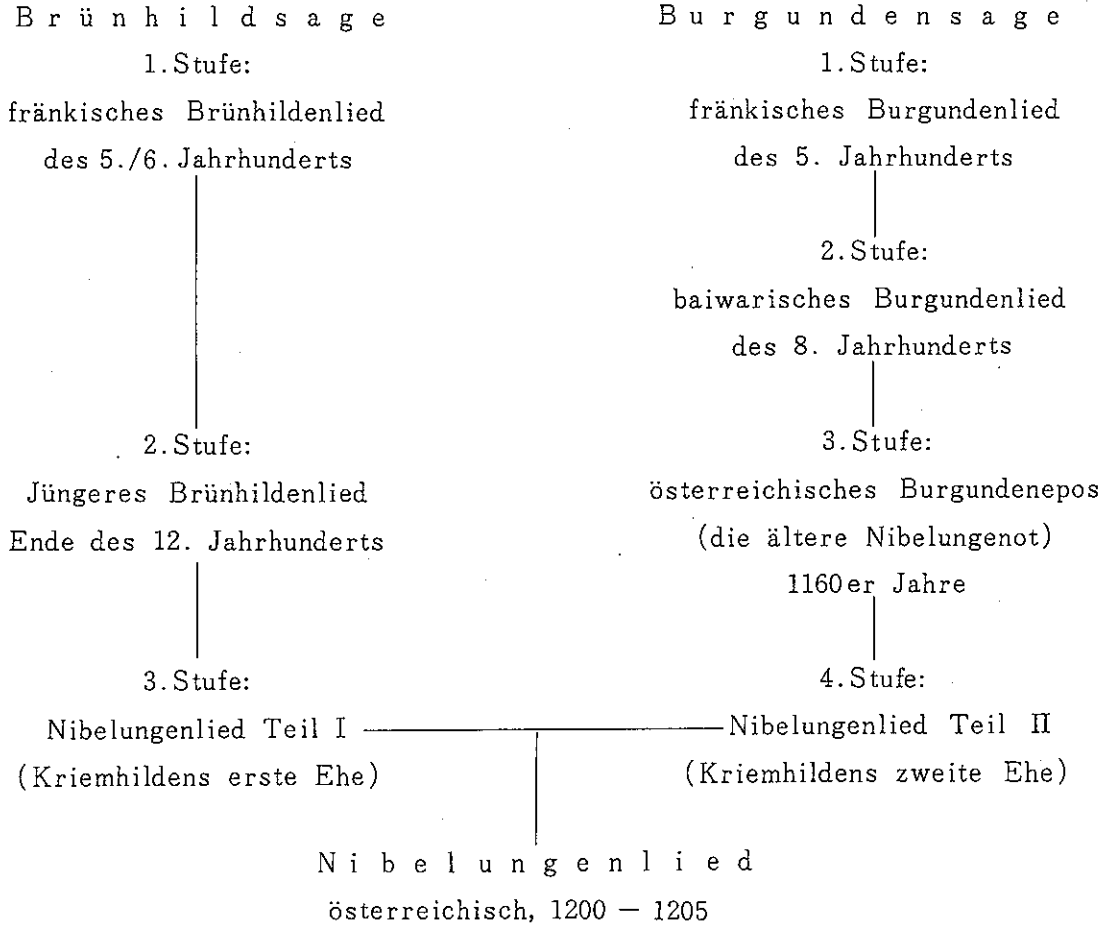 Brünhildsage
1.Stufe:
fränkisches Brünhildenlied
des 5./6. Jahrhunderts
2.Stufe:
Jüngeres Brünhildenlied
Ende des 12. Jahrhunderts
3.Stufe:
Nibelungenlied Teil I
(Kriemhildens erste Ehe)
Burgundensage
1.Stufe:
fränkisches Burgundenlied
des 5. Jahrhunderts
2.Stufe:
baiwarisches Burgundenlied
des 8. Jahrhunderts
3.Stufe:
österreichisches Burgundenepos
(die ältere Nibelungenot)
1160er Jahre
4.Stufe:
Nibelungenlied Teil II
(Kriemhildens zweite Ehe)
Nibelungenlied
österreichisch, 1200 — 1205